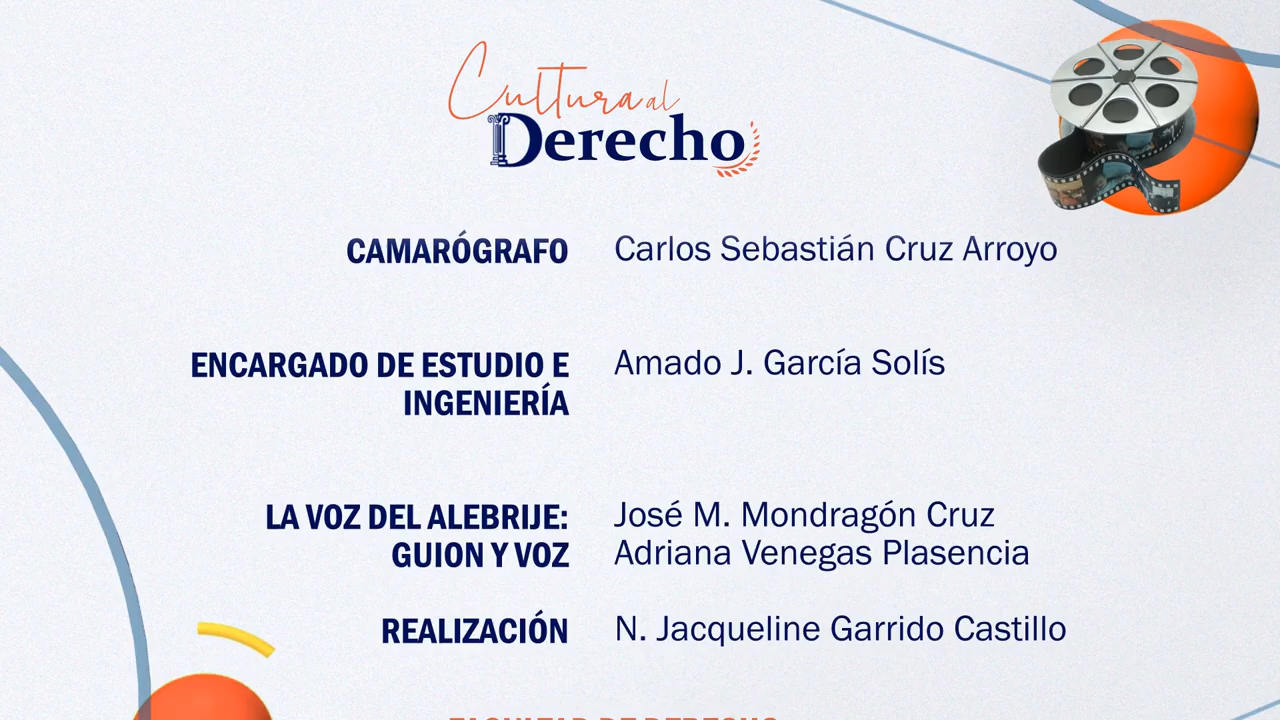 Cultura al
Derecho
CAMARÓGRAFO Carlos Sebastián Cruz Arroyo
ENCARGADO DE ESTUDIO E Amado J. García Solís
INGENIERÍA
LA VOZ DEL ALEBRIJE: José M. Mondragón Cruz
GUION Y VOZ Adriana Venegas Plasencia
REALIZACIÓN N. Jacqueline Garrido Castillo